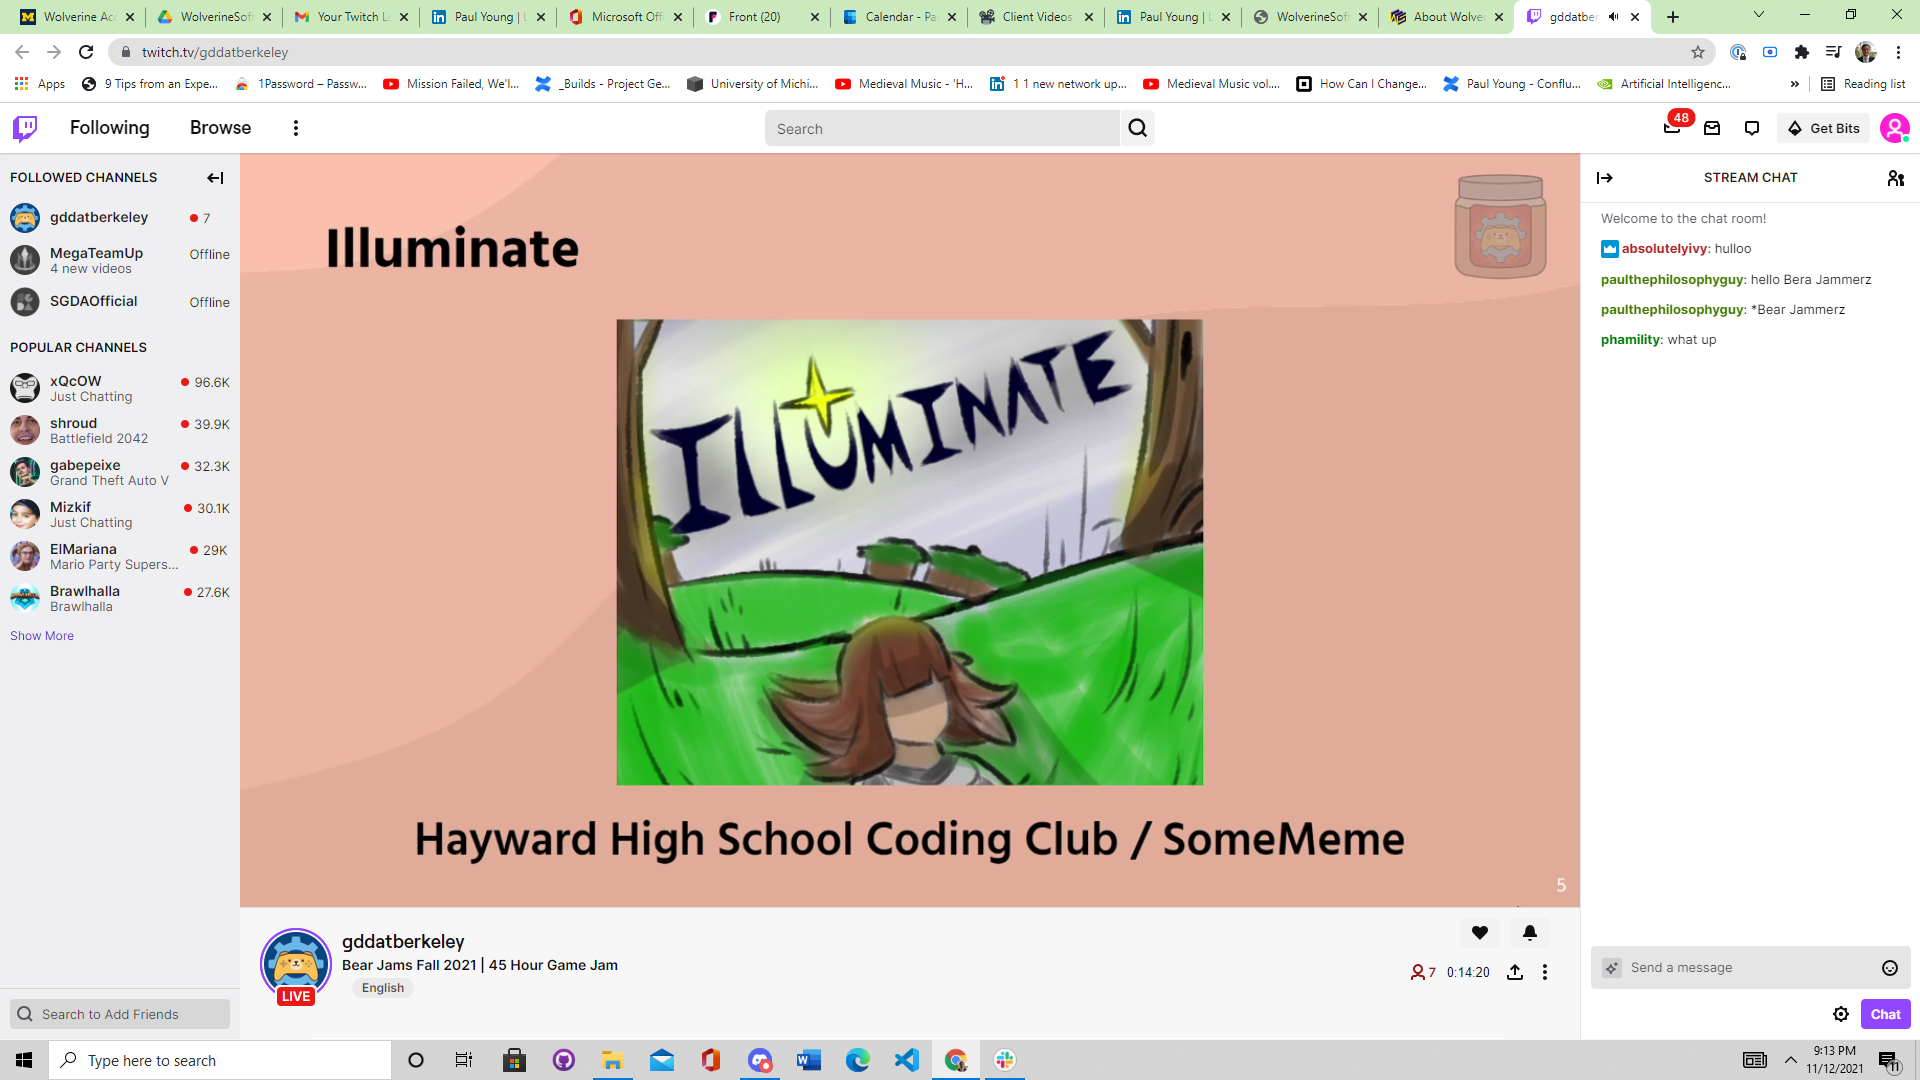 Wolverine Acc
WolverineSoft
Your Twitch Lo
Paul Young | L
Microsoft Offi
Front (20)
Calendar - Pa
Client Videos
Paul Young | L
WolverineSoft
About Wolver
gddatber
twitch.tv/gddatberkeley
Apps
9 Tips from an Expe...
1Password – Passw...
Mission Failed, We'l...
_Builds - Project Ge...
University of Michi...
Medieval Music - 'H...
1 1 new network up...
Medieval Music vol....
How Can I Change...
Paul Young - Conflu...
Artificial Intelligenc...
»
Reading list
Following
Browse
Search
48
Get Bits
FOLLOWED CHANNELS
gddatberkeley
7
MegaTeamUp
4 new videos
Offline
SGDAOfficial
Offline
POPULAR CHANNELS
xQcOW
Just Chatting
96.6K
shroud
Battlefield 2042
39.9K
gabepeixe
Grand Theft Auto V
32.3K
Mizkif
Just Chatting
30.1K
ElMariana
Mario Party Supers...
29K
Brawlhalla
Brawlhalla
27.6K
Show More
Search to Add Friends
Illuminate
ILLUMINATE
Hayward High School Coding Club / SomeMeme
5
gddatberkeley
Bear Jams Fall 2021 | 45 Hour Game Jam
English
LIVE
7
0:14:20
STREAM CHAT
Welcome to the chat room!
absolutelyivy: hulloo
paulthephilosophyguy: hello Bera Jammerz
paulthephilosophyguy: *Bear Jammerz
phamility: what up
Send a message
Chat
Type here to search
9:13 PM
11/12/2021
11